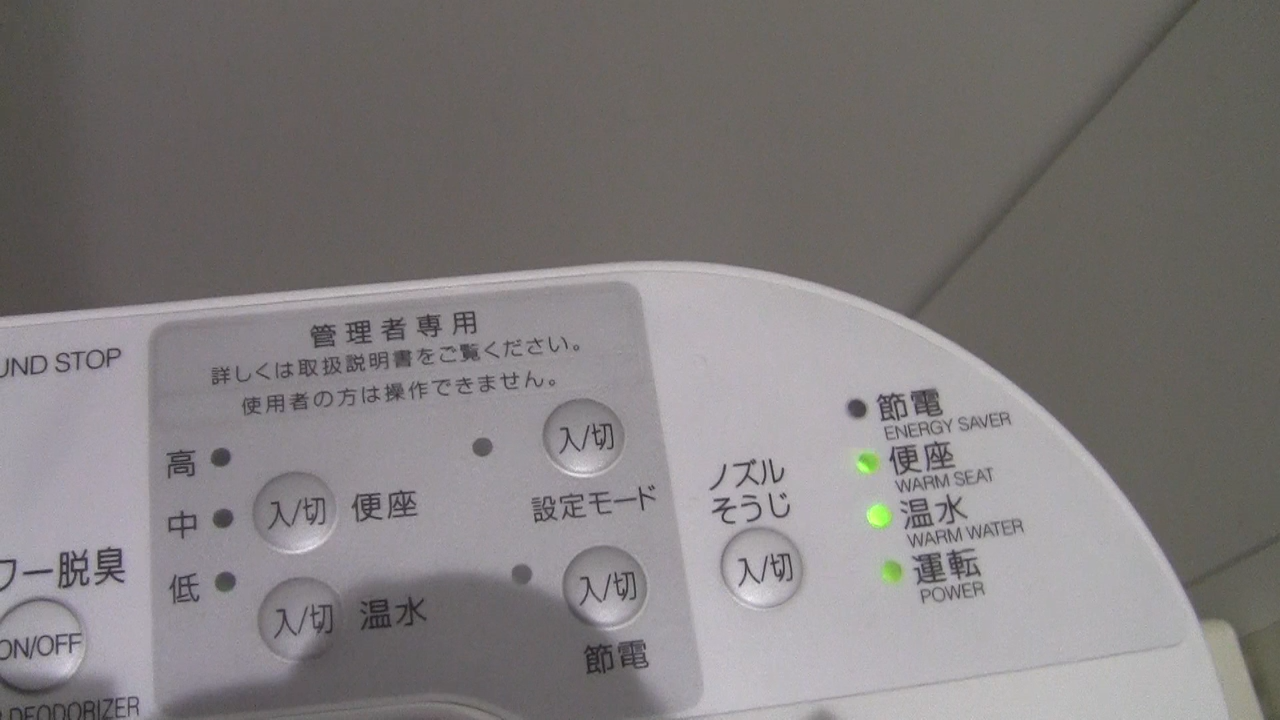 UND STOP
管理者専用
詳しくは取扱説明書をご覧ください。
使用者の方は操作できません。
高
中
低
入/切 便座
入/切 温水
入/切
設定モード
入/切
節電
ワー脱臭
ON/OFF
DEODORIZER
ノズル
そうじ
入/切
節電
ENERGY SAVER
便座
WARM SEAT
温水
WARM WATER
運転
POWER